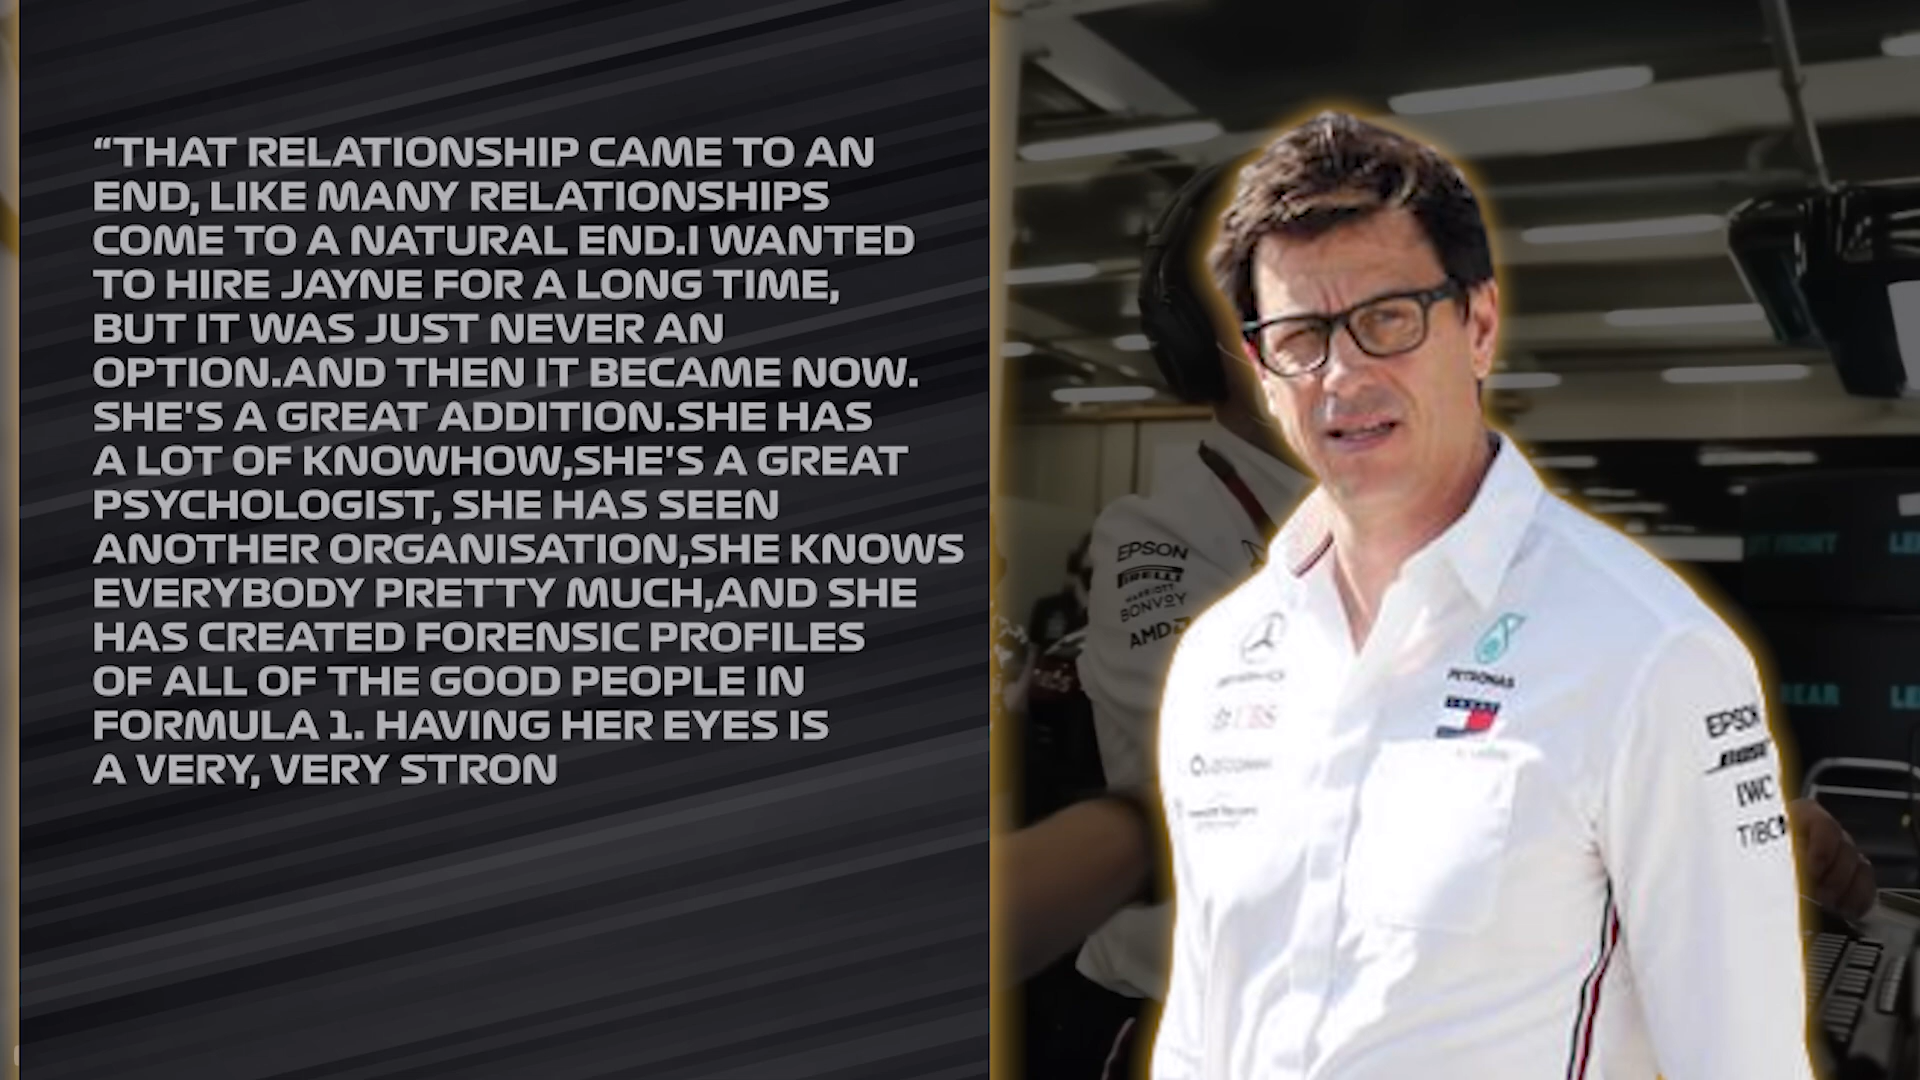 “THAT RELATIONSHIP CAME TO AN
END, LIKE MANY RELATIONSHIPS
COME TO A NATURAL END.I WANTED
TO HIRE JAYNE FOR A LONG TIME,
BUT IT WAS JUST NEVER AN
OPTION.AND THEN IT BECAME NOW.
SHE'S A GREAT ADDITION.SHE HAS
A LOT OF KNOWHOW,SHE'S A GREAT
PSYCHOLOGIST, SHE HAS SEEN
ANOTHER ORGANISATION,SHE KNOWS
EVERYBODY PRETTY MUCH,AND SHE
HAS CREATED FORENSIC PROFILES
OF ALL OF THE GOOD PEOPLE IN
FORMULA 1. HAVING HER EYES IS
A VERY, VERY STRON
EPSON
PIRELLI
MARRIOTT
BONVOY
AMD
PETRONAS
UBS
EPSON
IWC
TIBCO